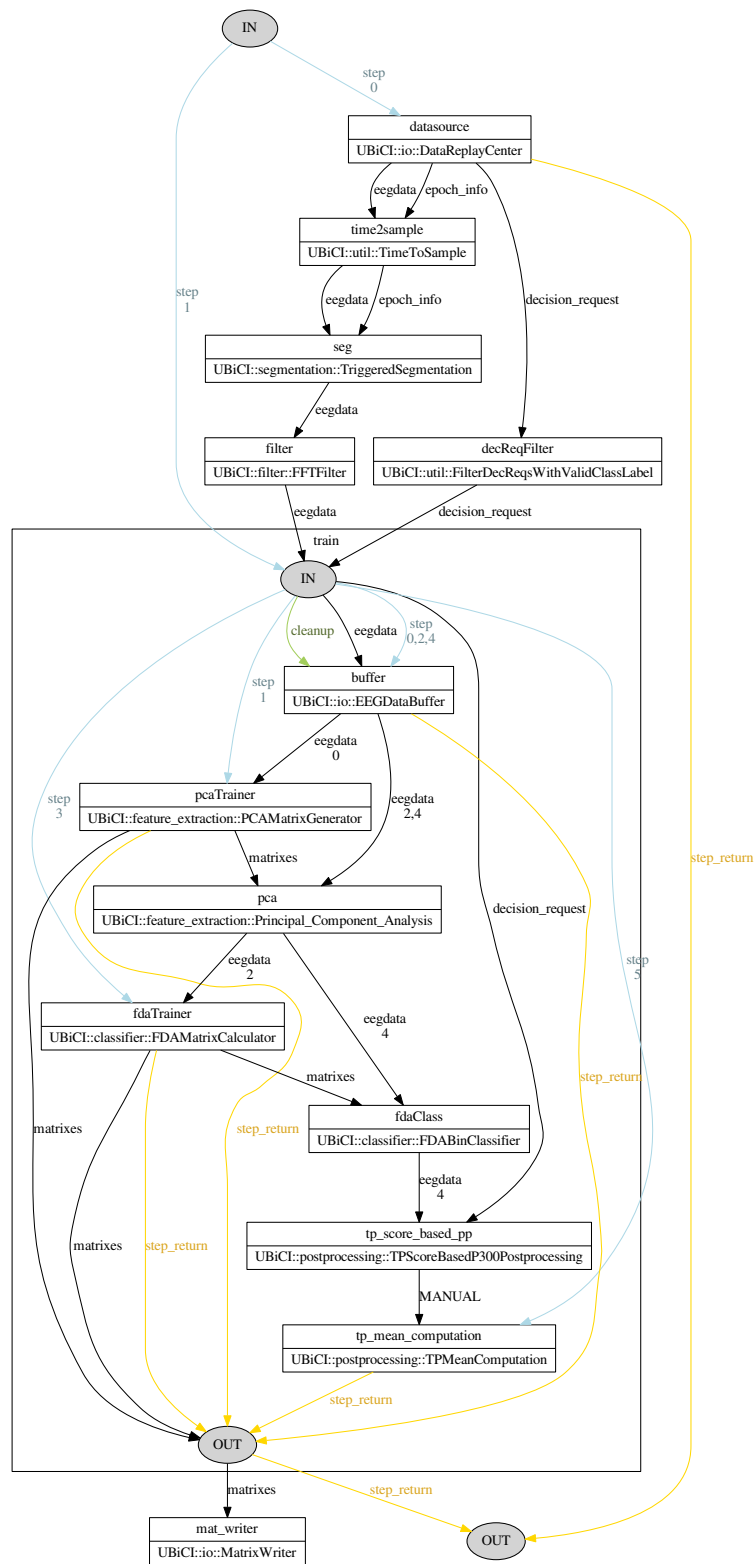 IN
step
0
datasource
UBiCI::io::DataReplayCenter
eegdata
epoch_info
time2sample
UBiCI::util::TimeToSample
step
1
eegdata
epoch_info
decision_request
seg
UBiCI::segmentation::TriggeredSegmentation
eegdata
filter
UBiCI::filter::FFTFilter
decReqFilter
UBiCI::util::FilterDecReqsWithValidClassLabel
eegdata
decision_request
train
IN
cleanup
eegdata
step
0,2,4
buffer
UBiCI::io::EEGDataBuffer
step
1
eegdata
0
step
3
pcaTrainer
UBiCI::feature_extraction::PCAMatrixGenerator
eegdata
2,4
step_return
matrixes
pca
UBiCI::feature_extraction::Principal_Component_Analysis
decision_request
eegdata
2
step
5
fdaTrainer
UBiCI::classifier::FDAMatrixCalculator
eegdata
4
matrixes
step_return
fdaClass
UBiCI::classifier::FDABinClassifier
matrixes
step_return
eegdata
4
tp_score_based_pp
UBiCI::postprocessing::TPScoreBasedP300Postprocessing
matrixes
step_return
MANUAL
tp_mean_computation
UBiCI::postprocessing::TPMeanComputation
step_return
OUT
matrixes
step_return
mat_writer
UBiCI::io::MatrixWriter
OUT